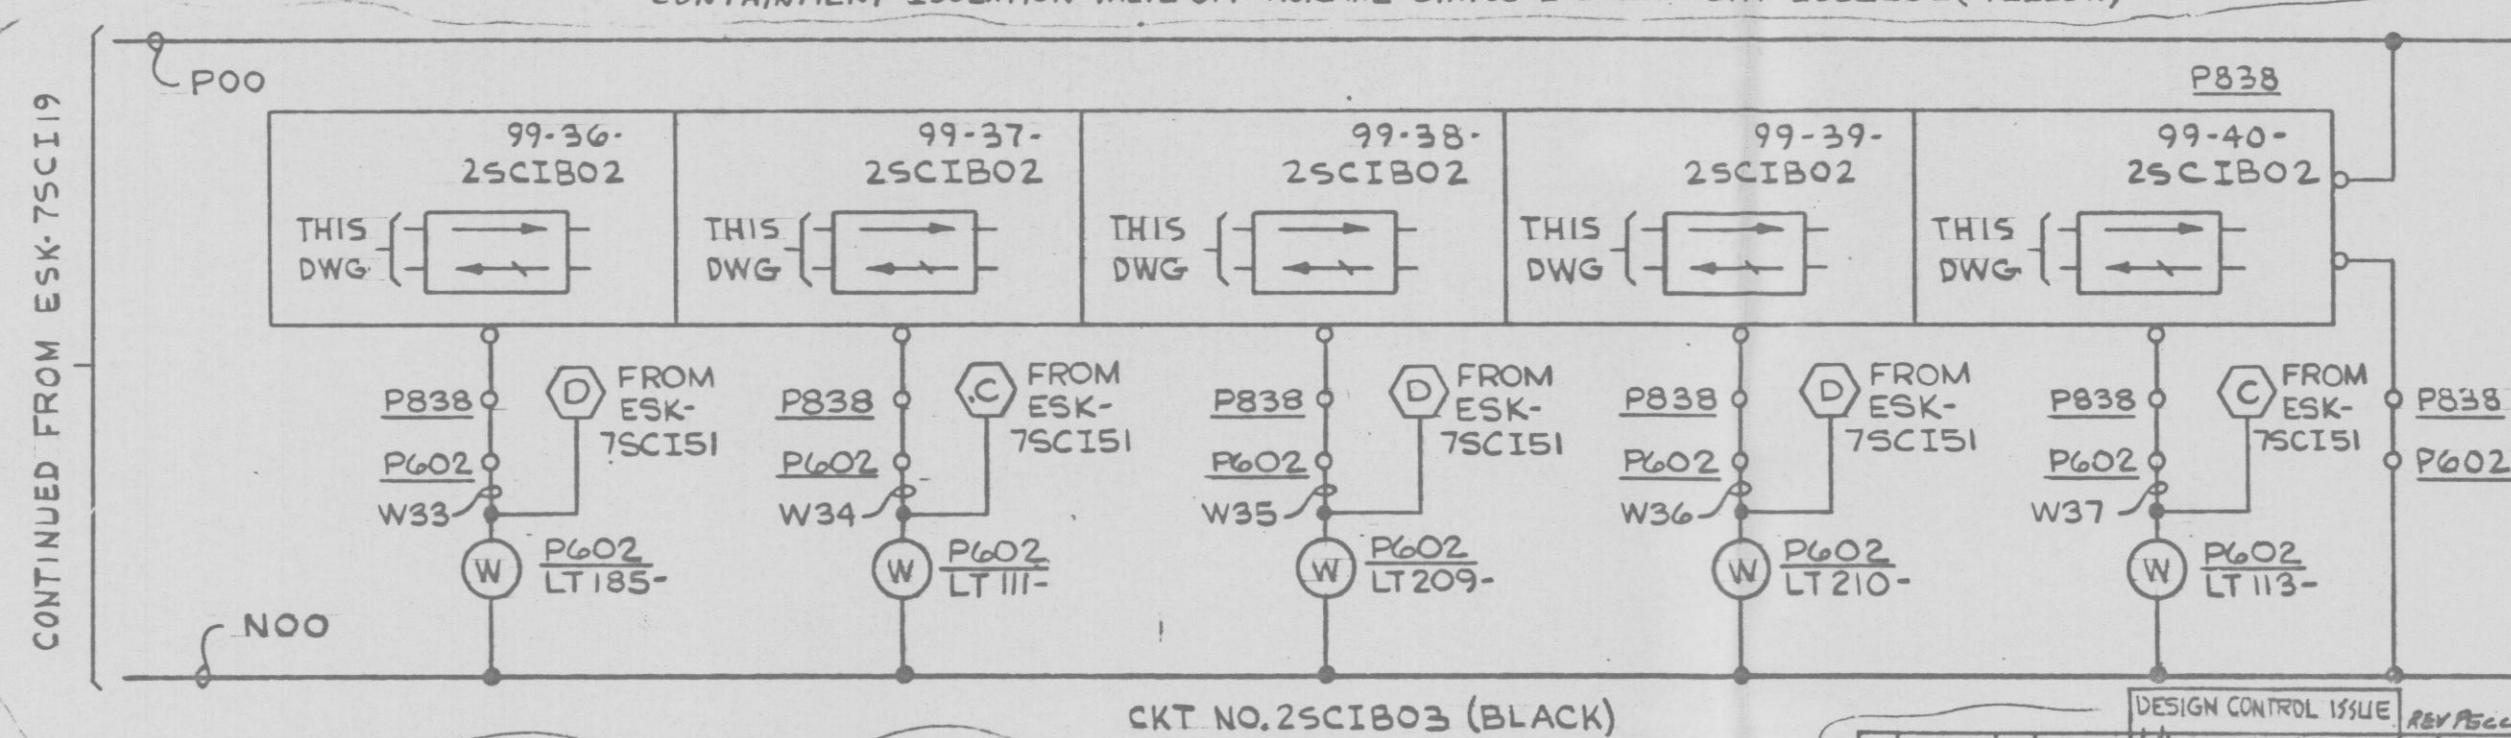 CONTAINMENT ISOLATION VALVE
P00
P838
CONTINUED FROM ESK-7SCI19
99-36-
2SCIB02
99-37-
2SCIB02
99-38-
2SCIB02
99-39-
2SCIB02
99-40-
2SCIB02
THIS
DWG
THIS
DWG
THIS
DWG
THIS
DWG
THIS
DWG
P838
D
FROM
ESK-
7SCI51
P602
W33
W
P602
LT185-
P838
C
FROM
ESK-
7SCI51
P602
W34
W
P602
LT111-
P838
D
FROM
ESK-
7SCI51
P602
W35
W
P602
LT209-
P838
D
FROM
ESK-
7SCI51
P602
W36
W
P602
LT210-
P838
C
FROM
ESK-
7SCI51
P602
W37
W
P602
LT113-
P838
P602
N00
CKT NO. 2SCIB03 (BLACK)
DESIGN CONTROL ISSUE